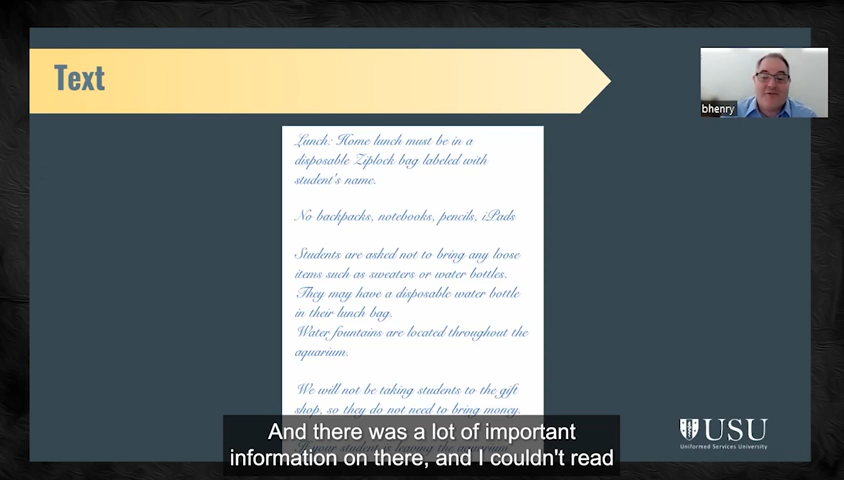 Text
bhenry
Lunch: Home lunch must be in a
disposable Ziplock bag labeled with
student's name.
No backpacks, notebooks, pencils, iPads
Students are asked not to bring any loose
items such as sweaters or water bottles.
They may have a disposable water bottle
in their lunch bag.
Water fountains are located throughout the
aquarium.
We will not be taking students to the gift
shop, so they do not need to bring money.
USU
Uniformed Services University
And there was a lot of important
information on there, and I couldn't read